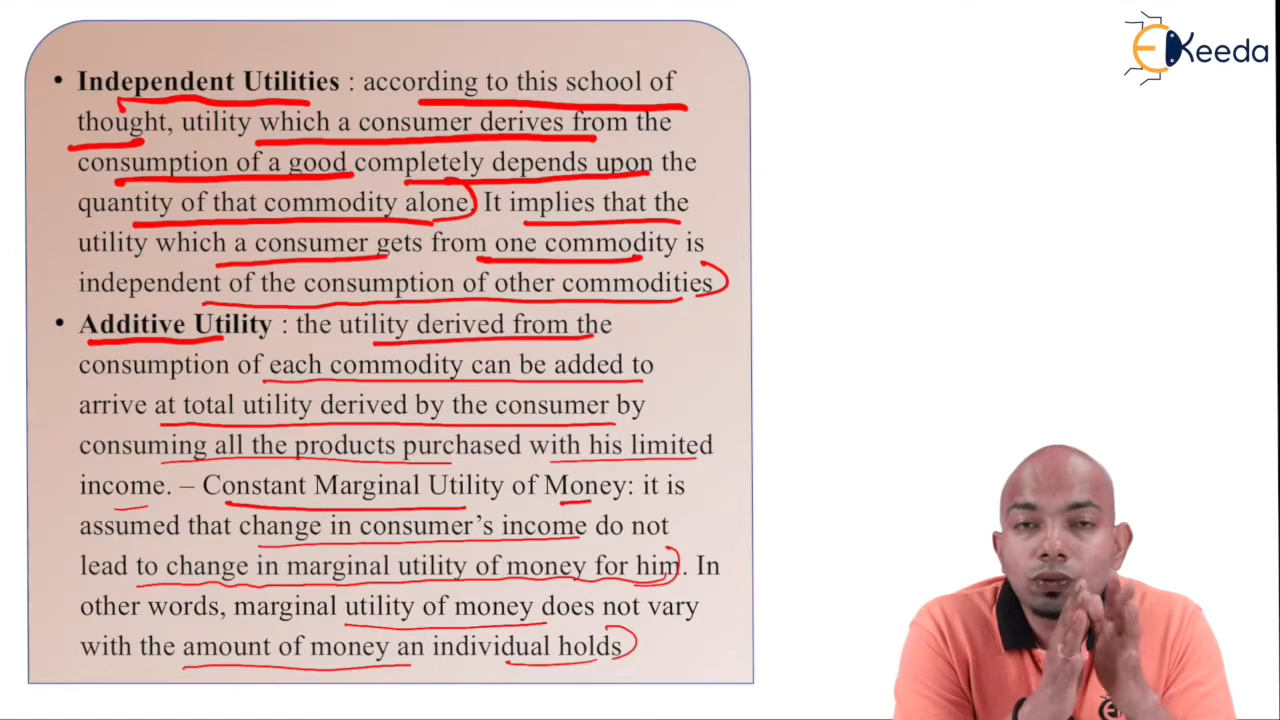 EKeeda
• Independent Utilities : according to this school of
thought, utility which a consumer derives from the
consumption of a good completely depends upon the
quantity of that commodity alone. It implies that the
utility which a consumer gets from one commodity is
independent of the consumption of other commodities
• Additive Utility : the utility derived from the
consumption of each commodity can be added to
arrive at total utility derived by the consumer by
consuming all the products purchased with his limited
income. – Constant Marginal Utility of Money: it is
assumed that change in consumer’s income do not
lead to change in marginal utility of money for him. In
other words, marginal utility of money does not vary
with the amount of money an individual holds